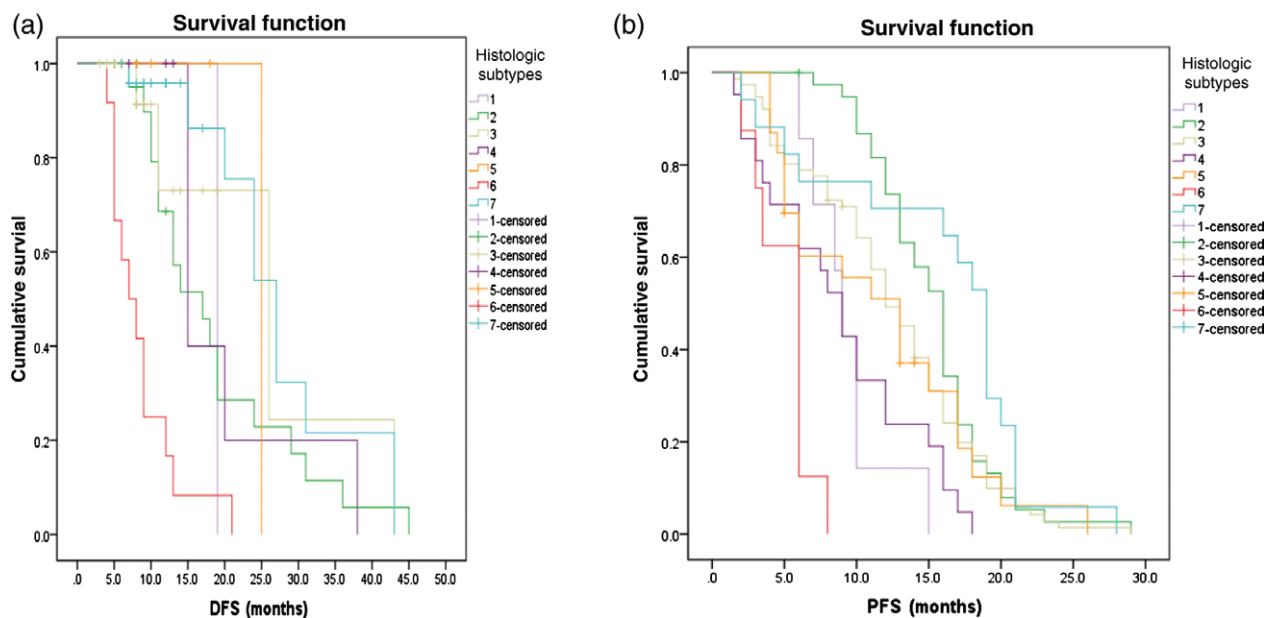 (a)
Survival function
Cumulative survial
1.0
0.8
0.6
0.4
0.2
0.0
.0 5.0 10.0 15.0 20.0 25.0 30.0 35.0 40.0 45.0 50.0
DFS (months)
Histologic
subtypes
1
2
3
4
5
6
7
1-censored
2-censored
3-censored
4-censored
5-censored
6-censored
7-censored
(b)
Survival function
Cumulative survial
1.0
0.8
0.6
0.4
0.2
0.0
.0 5.0 10.0 15.0 20.0 25.0 30.0
PFS (months)
Histologic
subtypes
1
2
3
4
5
6
7
1-censored
2-censored
3-censored
4-censored
5-censored
6-censored
7-censored